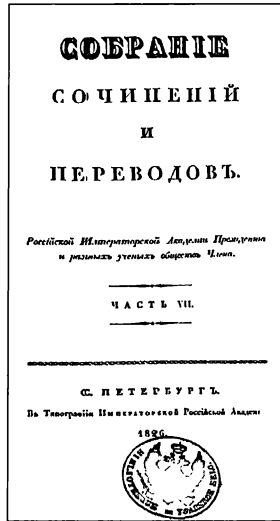 СОБРАНІЕ
СОЧИНЕНІЙ
И
ПЕРЕВОДОВЪ.
Россійской Императорской Академіи Президента
и разныхъ ученыхъ обществъ Члена.
ЧАСТЬ VII.
С. ПЕТЕРБУРГЪ.
Въ Типографіи ИМПЕРАТОРСКОЙ Россійской Академі
1826.